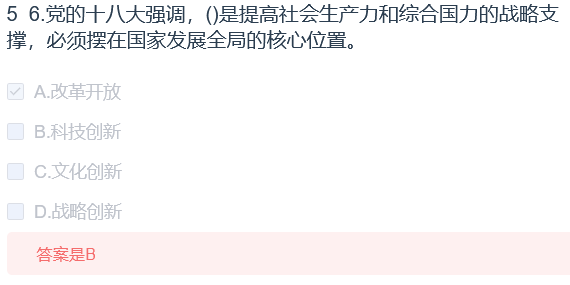 5 6.党的十八大强调，()是提高社会生产力和综合国力的战略支
撑，必须摆在国家发展全局的核心位置。
A.改革开放
B.科技创新
C.文化创新
D.战略创新
答案是B